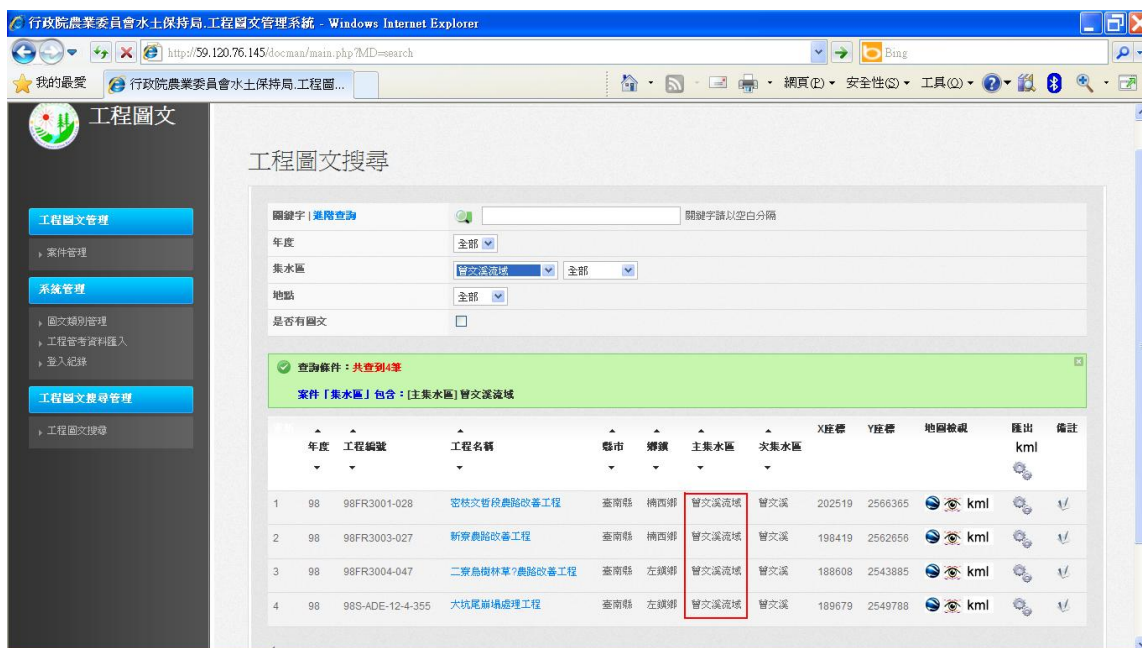 行政院農業委員會水土保持局.工程圖文管理系統 - Windows Internet Explorer
http://59.120.76.145/docman/main.php?MD=search
Bing
我的最愛 行政院農業委員會水土保持局.工程圖... 網頁(P) 安全性(S) 工具(O)
工程圖文
工程圖文搜尋
工程圖文管理
案件管理
系統管理
圖文類別管理
工程管考資料匯入
登入紀錄
工程圖文搜尋管理
工程圖文搜尋
關鍵字 | 進階查詢 關鍵字請以空白分隔
年度 全部
集水區 曾文溪流域 全部
地點 全部
是否有圖文
查詢條件：共查到4筆
案件「集水區」包含：[主集水區] 曾文溪流域
年度 工程編號 工程名稱 縣市 鄉鎮 主集水區 次集水區 X座標 Y座標 地圖檢視 匯出 kml 備註
1 98 98FR3001-028 密枝交哲段農路改善工程 臺南縣 楠西鄉 曾文溪流域 曾文溪 202519 2566365 kml
2 98 98FR3003-027 新寮農路改善工程 臺南縣 楠西鄉 曾文溪流域 曾文溪 198419 2562656 kml
3 98 98FR3004-047 二寮烏樹林草?農路改善工程 臺南縣 左鎮鄉 曾文溪流域 曾文溪 188608 2543885 kml
4 98 98S-ADE-12-4-355 大坑尾崩塌處理工程 臺南縣 左鎮鄉 曾文溪流域 曾文溪 189679 2549788 kml